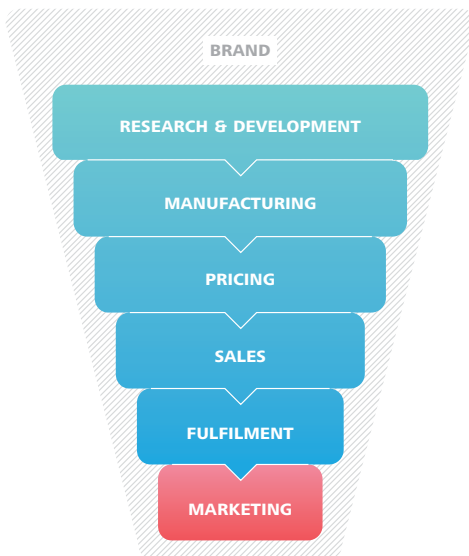 BRAND
RESEARCH & DEVELOPMENT
MANUFACTURING
PRICING
SALES
FULFILMENT
MARKETING